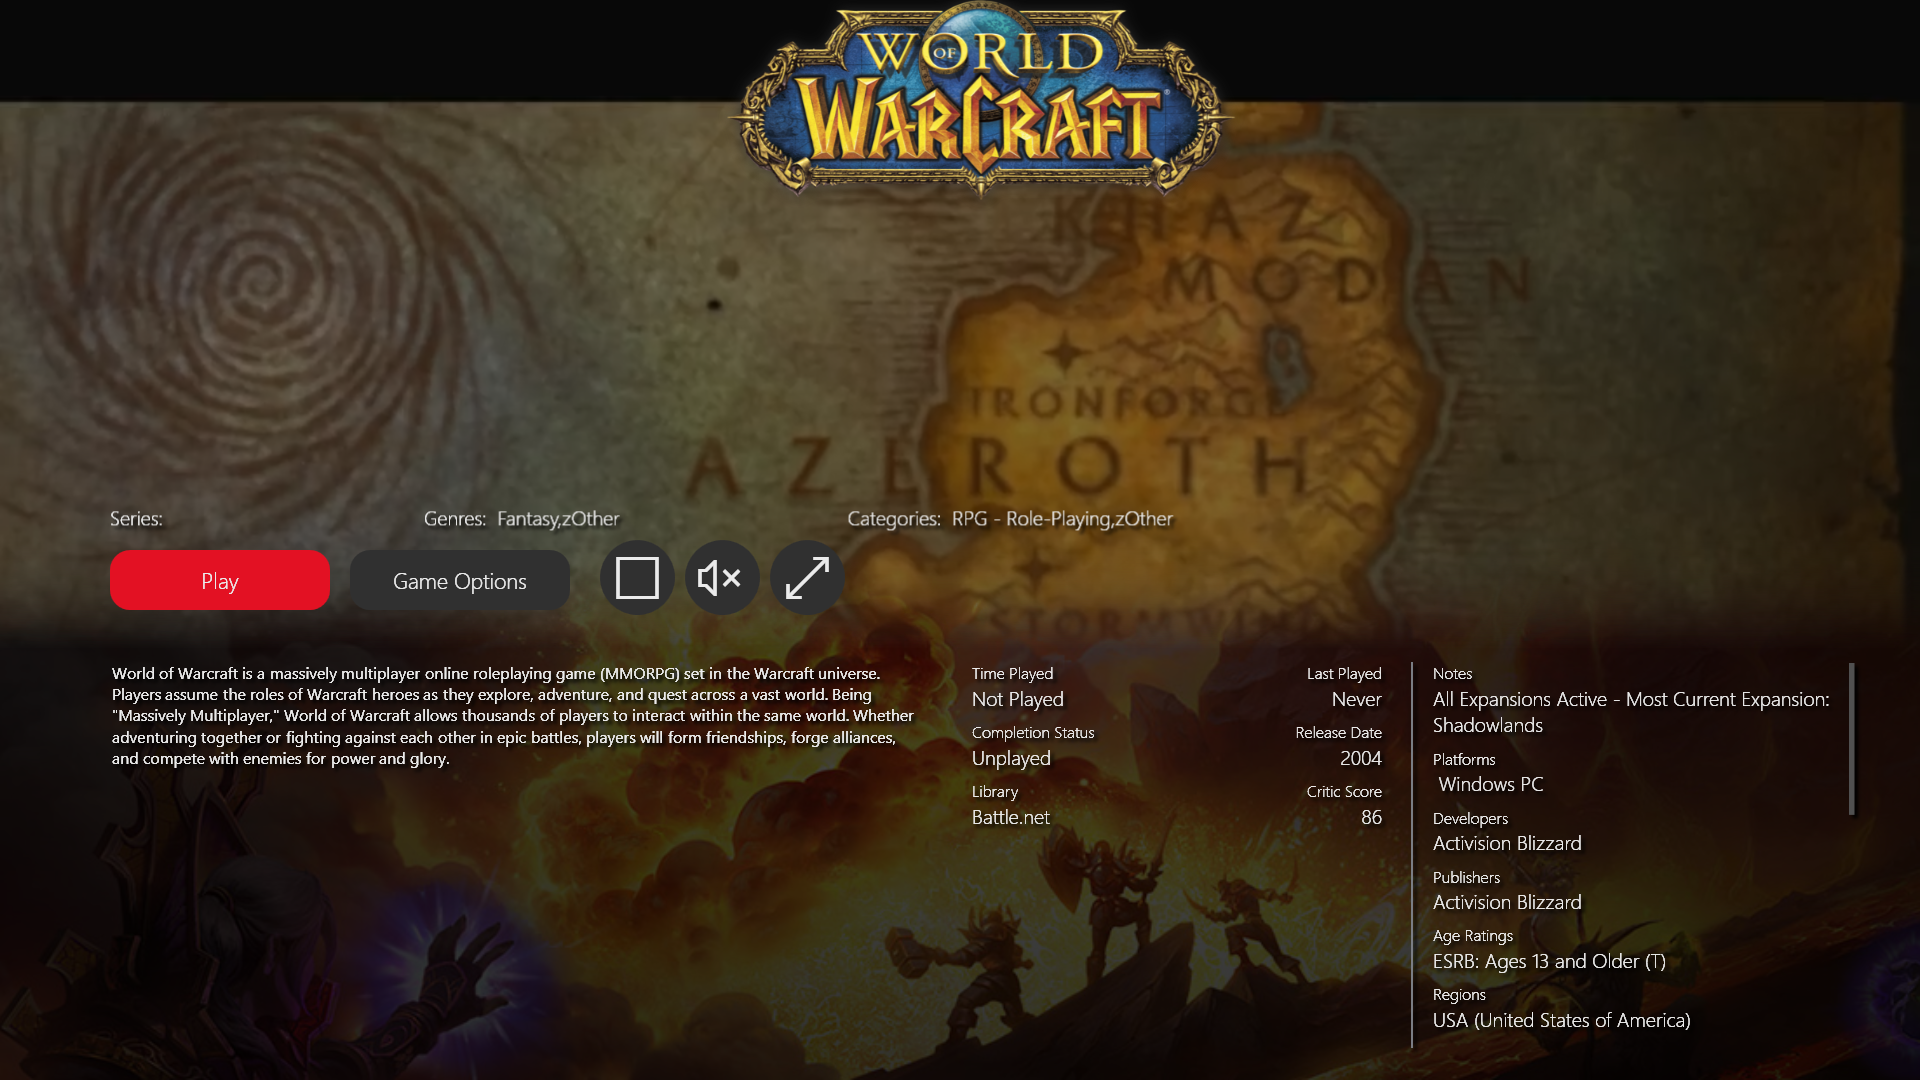 WORLD OF
WARCRAFT
KHAZ
MODAN
IRONFORGE
AZEROTH
Series:
Genres: Fantasy,zOther
Categories: RPG - Role-Playing,zOther
Play
Game Options
STORMWIND
World of Warcraft is a massively multiplayer online roleplaying game (MMORPG) set in the Warcraft universe.
Players assume the roles of Warcraft heroes as they explore, adventure, and quest across a vast world. Being
"Massively Multiplayer," World of Warcraft allows thousands of players to interact within the same world. Whether
adventuring together or fighting against each other in epic battles, players will form friendships, forge alliances,
and compete with enemies for power and glory.
Time Played
Not Played
Completion Status
Unplayed
Library
Battle.net
Last Played
Never
Release Date
2004
Critic Score
86
Notes
All Expansions Active - Most Current Expansion:
Shadowlands
Platforms
Windows PC
Developers
Activision Blizzard
Publishers
Activision Blizzard
Age Ratings
ESRB: Ages 13 and Older (T)
Regions
USA (United States of America)